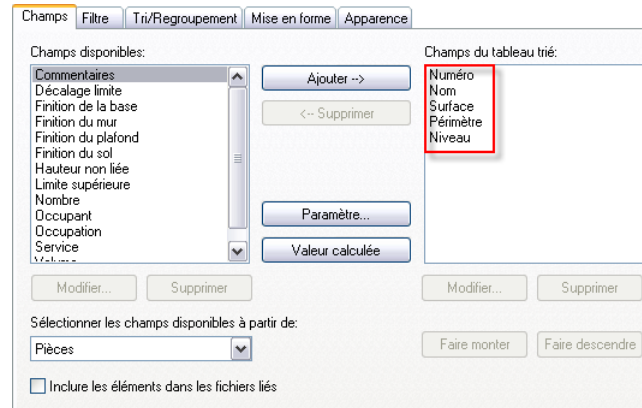 Champs Filtre Tri/Regroupement Mise en forme Apparence
Champs disponibles:
Commentaires
Décalage limite
Finition de la base
Finition du mur
Finition du plafond
Finition du sol
Hauteur non liée
Limite supérieure
Nombre
Occupant
Occupation
Service
Volume
Ajouter -->
<-- Supprimer
Paramètre...
Valeur calculée
Champs du tableau trié:
Numéro
Nom
Surface
Périmètre
Niveau
Modifier... Supprimer
Modifier... Supprimer
Sélectionner les champs disponibles à partir de:
Pièces
Faire monter Faire descendre
Inclure les éléments dans les fichiers liés